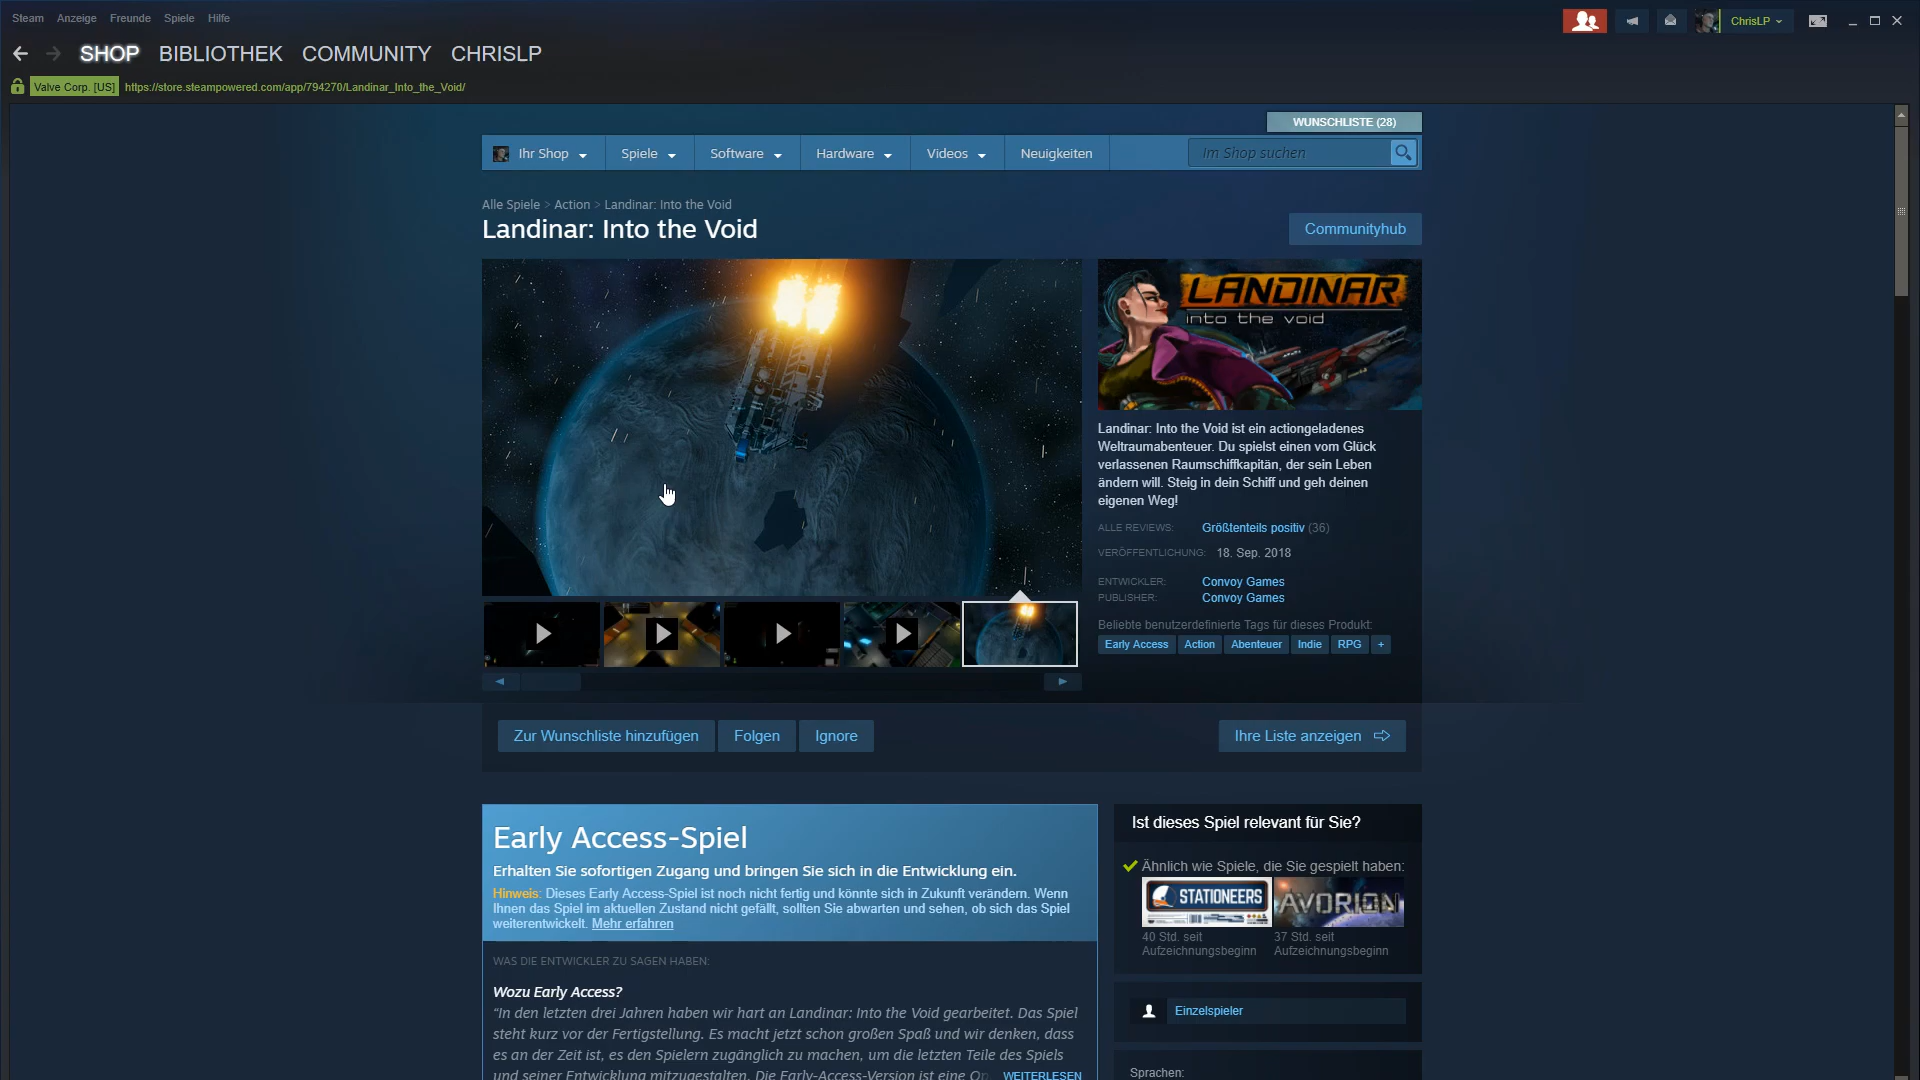 Steam Anzeige Freunde Spiele Hilfe
ChrisLP
SHOP BIBLIOTHEK COMMUNITY CHRISLP
Valve Corp. [US] https://store.steampowered.com/app/794270/Landinar_Into_the_Void/
WUNSCHLISTE (28)
Ihr Shop Spiele Software Hardware Videos Neuigkeiten Im Shop suchen
Alle Spiele > Action > Landinar: Into the Void
Landinar: Into the Void
Communityhub
LANDINAR
into the void
Landinar: Into the Void ist ein actiongeladenes
Weltraumabenteuer. Du spielst einen vom Glück
verlassenen Raumschiffkapitän, der sein Leben
ändern will. Steig in dein Schiff und geh deinen
eigenen Weg!
ALLE REVIEWS: Größtenteils positiv (36)
VERÖFFENTLICHUNG: 18. Sep. 2018
ENTWICKLER: Convoy Games
PUBLISHER: Convoy Games
Beliebte benutzerdefinierte Tags für dieses Produkt:
Early Access Action Abenteuer Indie RPG +
Zur Wunschliste hinzufügen Folgen Ignore Ihre Liste anzeigen
Early Access-Spiel
Erhalten Sie sofortigen Zugang und bringen Sie sich in die Entwicklung ein.
Hinweis: Dieses Early Access-Spiel ist noch nicht fertig und könnte sich in Zukunft verändern. Wenn
Ihnen das Spiel im aktuellen Zustand nicht gefällt, sollten Sie abwarten und sehen, ob sich das Spiel
weiterentwickelt. Mehr erfahren
WAS DIE ENTWICKLER ZU SAGEN HABEN:
Wozu Early Access?
“In den letzten drei Jahren haben wir hart an Landinar: Into the Void gearbeitet. Das Spiel
steht kurz vor der Fertigstellung. Es macht jetzt schon großen Spaß und wir denken, dass
es an der Zeit ist, es den Spielern zugänglich zu machen, um die letzten Teile des Spiels
und seiner Entwicklung mitzugestalten. Die Early-Access-Version ist eine Op WEITERLESEN
Ist dieses Spiel relevant für Sie?
Ähnlich wie Spiele, die Sie gespielt haben:
STATIONEERS AVORION
40 Std. seit 37 Std. seit
Aufzeichnungsbeginn Aufzeichnungsbeginn
Einzelspieler
Sprachen: